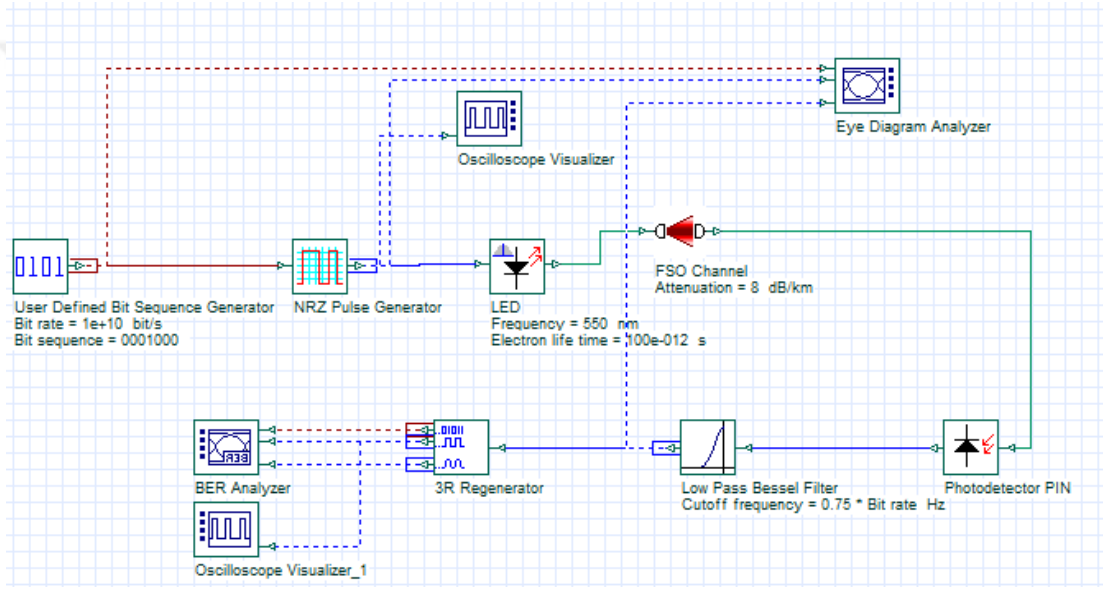 Eye Diagram Analyzer
Oscilloscope Visualizer
0101
FSO Channel
Attenuation = 8 dB/km
User Defined Bit Sequence Generator
Bit rate = 1e+10 bit/s
Bit sequence = 0001000
NRZ Pulse Generator
LED
Frequency = 550 nm
Electron life time = 100e-012 s
BER Analyzer
3R Regenerator
Low Pass Bessel Filter
Cutoff frequency = 0.75 * Bit rate Hz
Photodetector PIN
Oscilloscope Visualizer_1